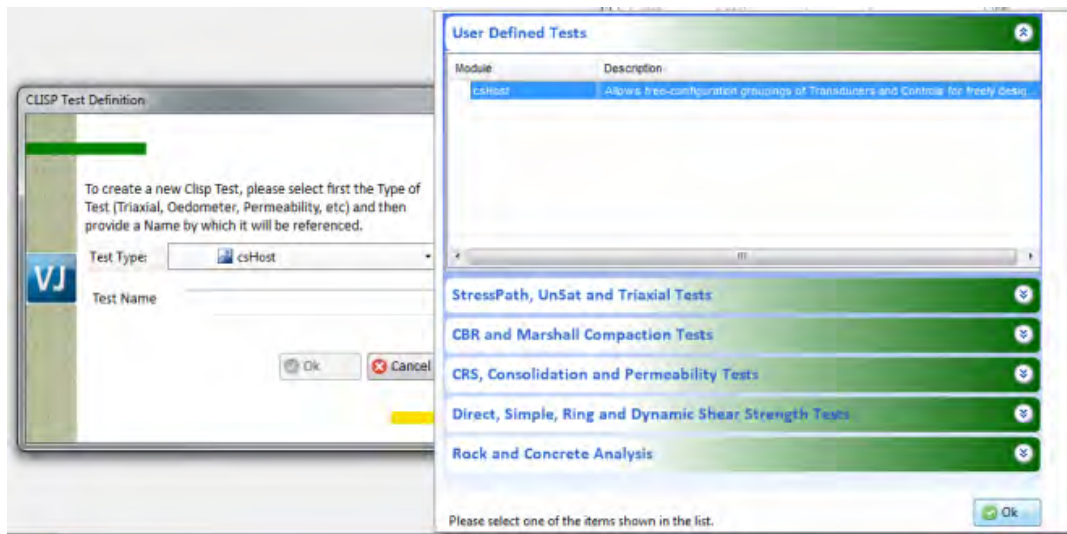 CLISP Test Definition
To create a new Clisp Test, please select first the Type of
Test (Triaxial, Oedometer, Permeability, etc) and then
provide a Name by which it will be referenced.
Test Type:
csHost
VJ
Test Name
Ok
Cancel
User Defined Tests
Module
Description
csHost
Allows free-configuration groupings of Transducers and Controls for freely desig...
StressPath, UnSat and Triaxial Tests
CBR and Marshall Compaction Tests
CRS, Consolidation and Permeability Tests
Direct, Simple, Ring and Dynamic Shear Strength Tests
Rock and Concrete Analysis
Please select one of the items shown in the list.
Ok